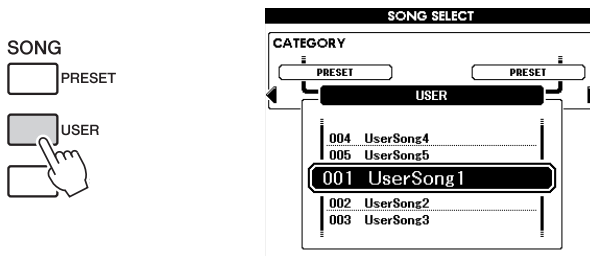 SONG
PRESET
USER
SONG SELECT
CATEGORY
PRESET PRESET
USER
004 UserSong4
005 UserSong5
001 UserSong1
002 UserSong2
003 UserSong3